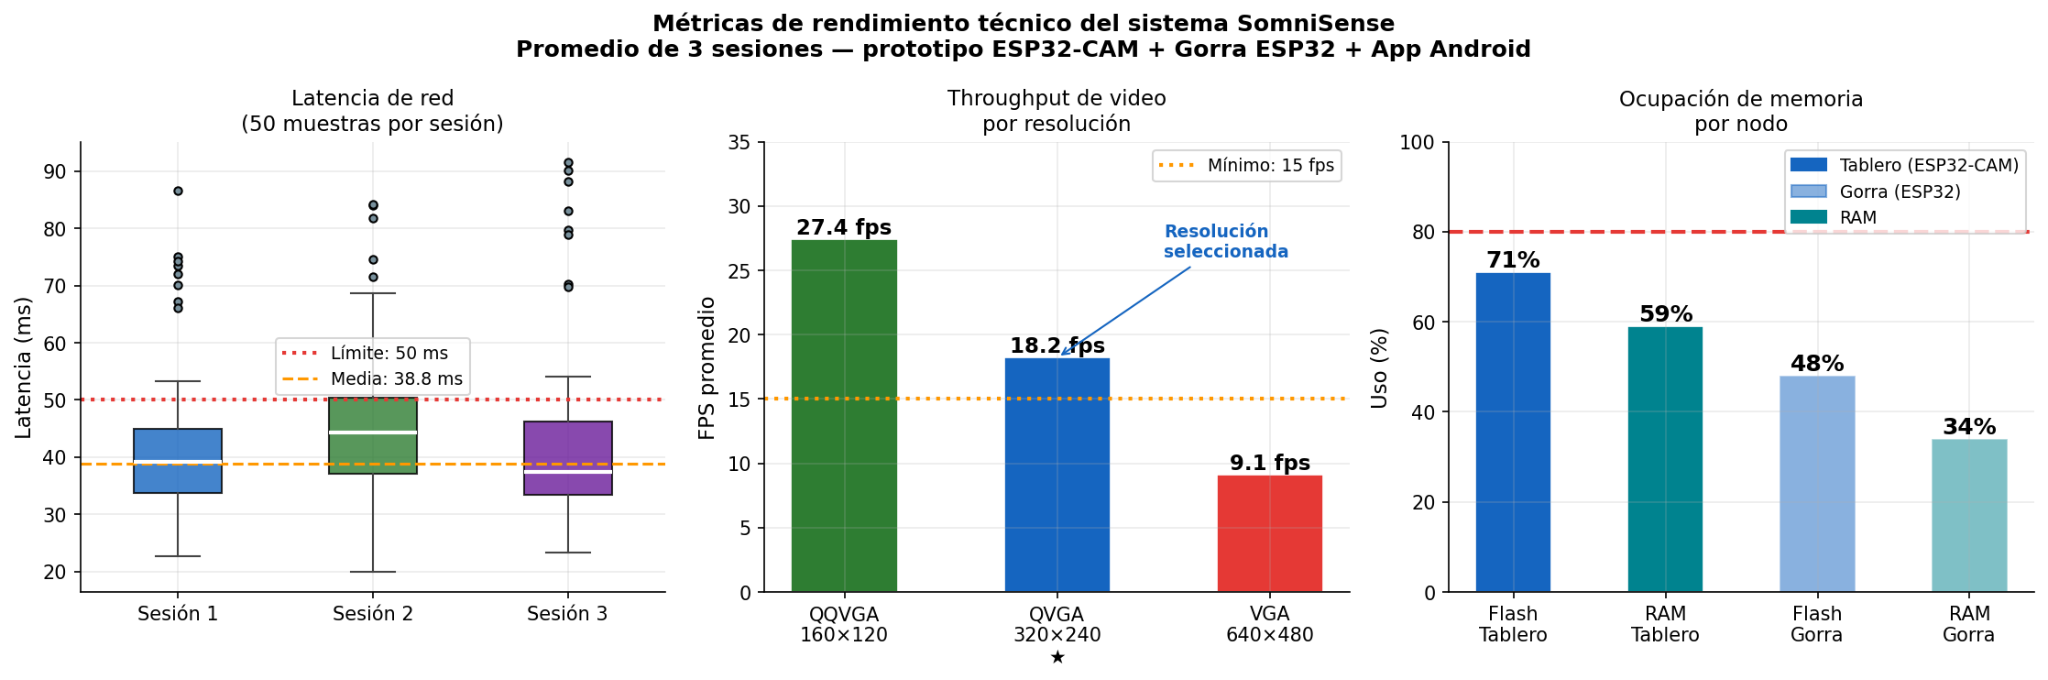 Métricas de rendimiento técnico del sistema SomniSense
Promedio de 3 sesiones — prototipo ESP32-CAM + Gorra ESP32 + App Android
Latencia de red
(50 muestras por sesión)
Latencia (ms)
90
80
70
60
50
40
30
20
Límite: 50 ms
Media: 38.8 ms
Sesión 1
Sesión 2
Sesión 3
Throughput de video
por resolución
FPS promedio
35
30
25
20
15
10
5
0
Mínimo: 15 fps
27.4 fps
Resolución
seleccionada
18.2 fps
9.1 fps
QQVGA
160×120
QVGA
320×240
★
VGA
640×480
Ocupación de memoria
por nodo
Uso (%)
100
80
60
40
20
0
Tablero (ESP32-CAM)
Gorra (ESP32)
RAM
71%
59%
48%
34%
Flash
Tablero
RAM
Tablero
Flash
Gorra
RAM
Gorra